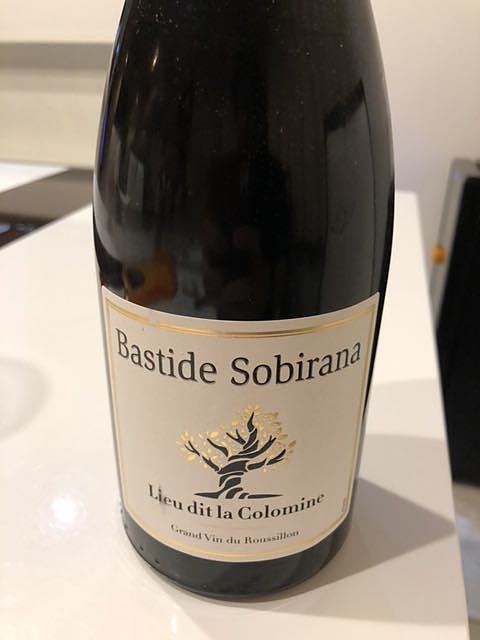 Bastide Sobirana
Lieu dit la Colomine
Grand Vin du Roussillon